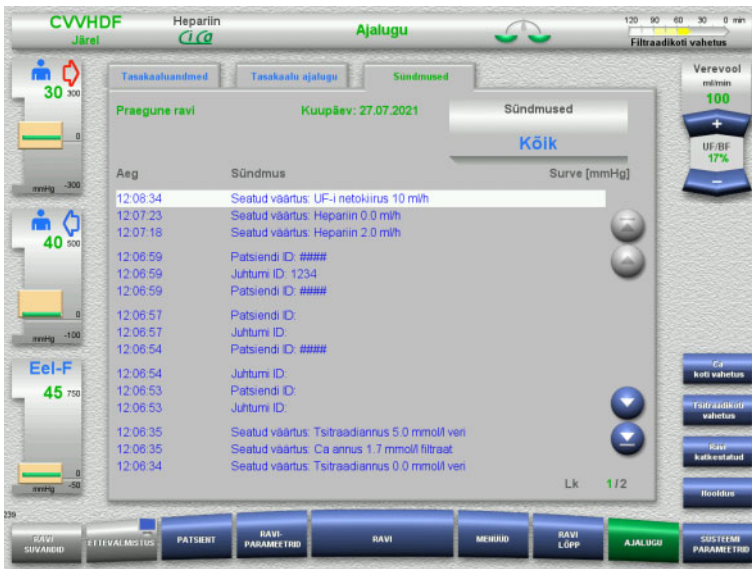 CVVHDF
Järel
Hepariin
CiCa
Ajalugu
120 90 60 30 0 min
Filtraadikoti vahetus
30
300
0
mmHg -300
40
500
0
mmHg -100
Eel-F
45
750
0
mmHg -50
Tasakaaluandmed
Tasakaalu ajalugu
Sündmused
Praegune ravi
Kuupäev: 27.07.2021
Sündmused
Kõik
Aeg Sündmus Surve [mmHg]
12:08:34 Seatud väärtus: UF-i netokiirus 10 ml/h
12:07:23 Seatud väärtus: Hepariin 0.0 ml/h
12:07:18 Seatud väärtus: Hepariin 2.0 ml/h
12:06:59 Patsiendi ID: ####
12:06:59 Juhtumi ID: 1234
12:06:59 Patsiendi ID: ####
12:06:57 Patsiendi ID:
12:06:57 Juhtumi ID:
12:06:54 Patsiendi ID: ####
12:06:54 Juhtumi ID:
12:06:53 Patsiendi ID:
12:06:53 Juhtumi ID:
12:06:35 Seatud väärtus: Tsitraadiannus 5.0 mmol/l veri
12:06:35 Seatud väärtus: Ca annus 1.7 mmol/l filtraat
12:06:34 Seatud väärtus: Tsitraadiannus 0.0 mmol/l veri
Lk 1/2
Verevool
ml/min
100
+
UF/BF
17%
−
Ca
koti vahetus
Tsitraadikoti
vahetus
Ravi
katkestatud
Hooldus
239
RAVI
SUVANDID
ETTEVALMISTUS
PATSIENT
RAVI-
PARAMEETRID
RAVI
MENÜÜD
RAVI
LÕPP
AJALUGU
SÜSTEEMI
PARAMEETRID